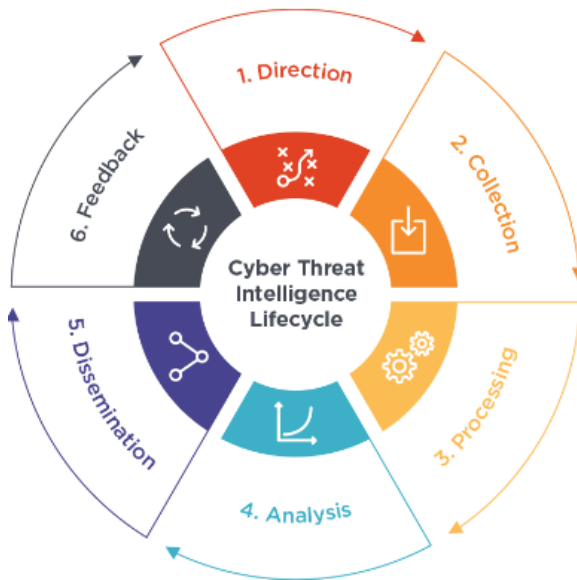 Cyber Threat
Intelligence
Lifecycle
1. Direction
2. Collection
3. Processing
4. Analysis
5. Dissemination
6. Feedback